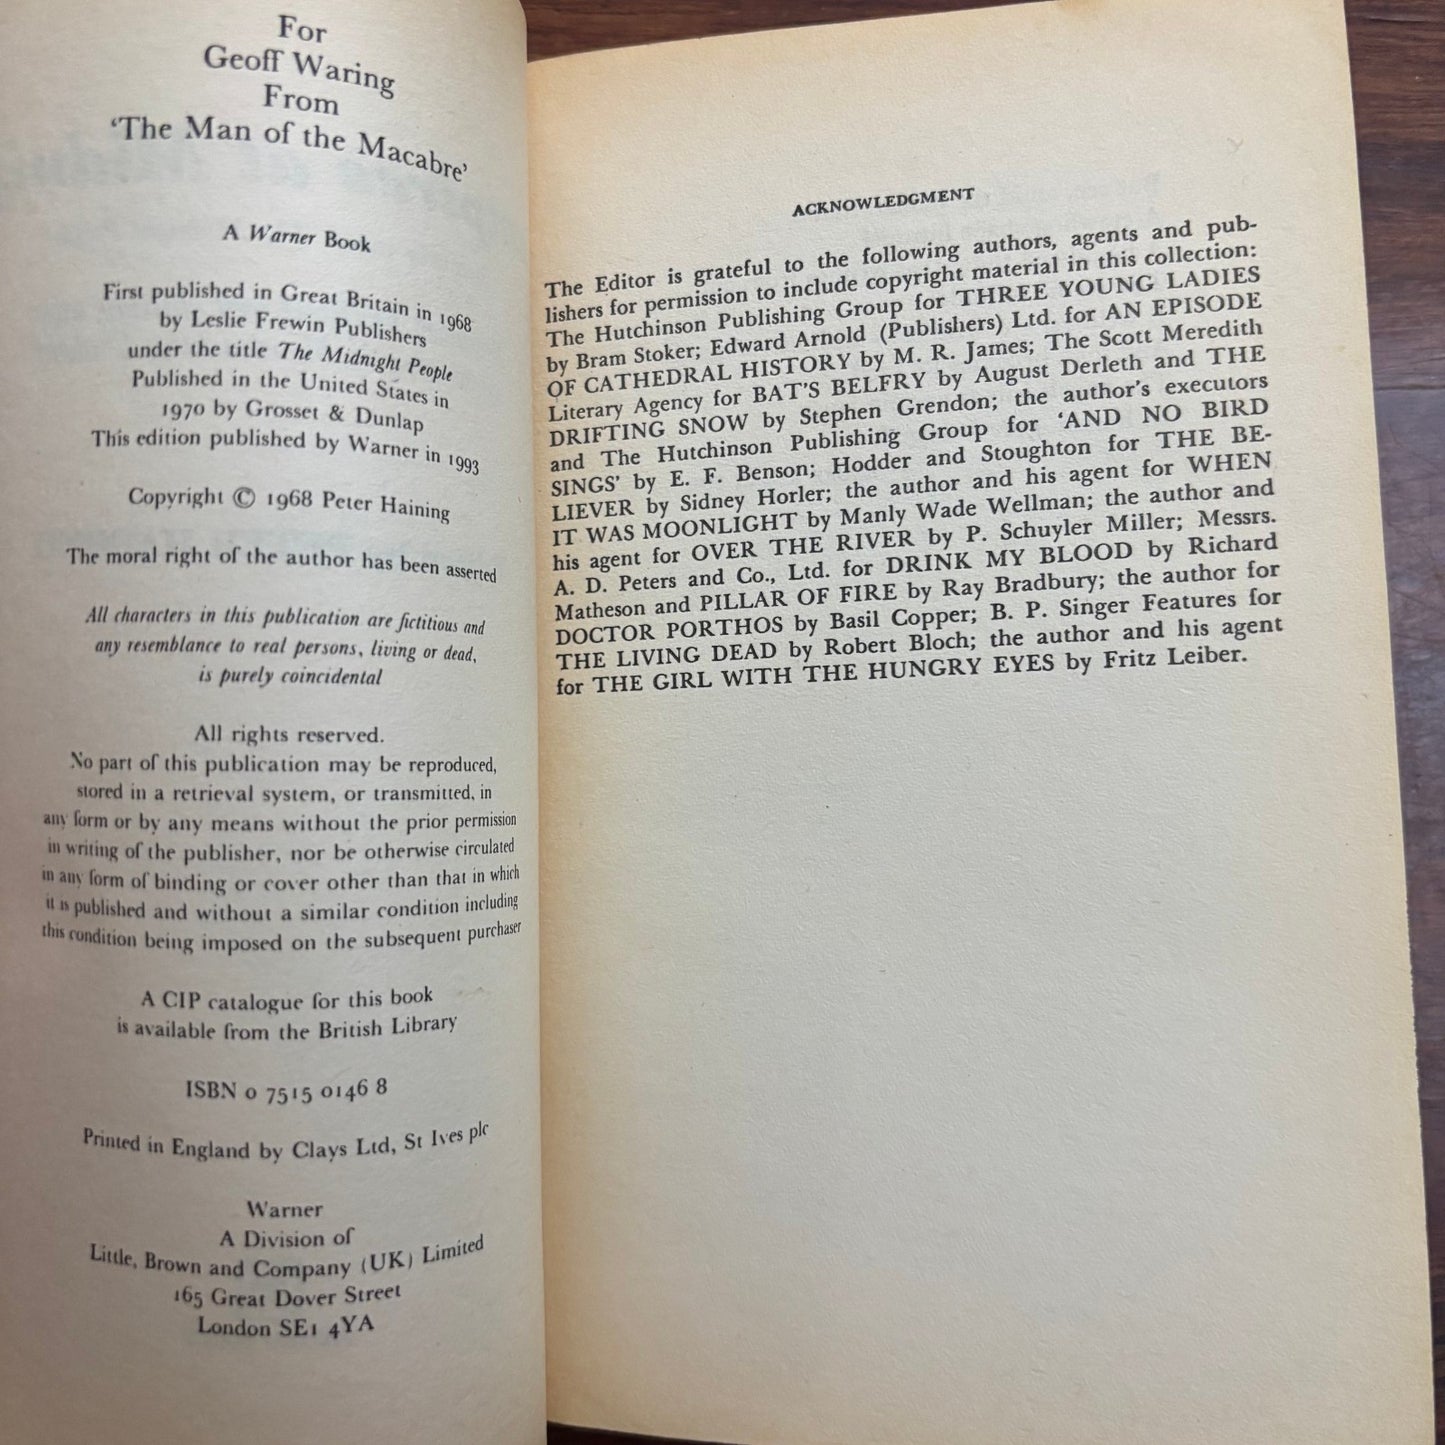 For
Geoff Waring
From
‘The Man of the Macabre’
A Warner Book
First published in Great Britain in 1968
by Leslie Frewin Publishers
under the title The Midnight People
Published in the United States in
1970 by Grosset & Dunlap
This edition published by Warner in 1993
Copyright © 1968 Peter Haining
The moral right of the author has been asserted
All characters in this publication are fictitious and
any resemblance to real persons, living or dead,
is purely coincidental
All rights reserved.
No part of this publication may be reproduced,
stored in a retrieval system, or transmitted, in
any form or by any means without the prior permission
in writing of the publisher, nor be otherwise circulated
in any form of binding or cover other than that in which
it is published and without a similar condition including
this condition being imposed on the subsequent purchaser
A CIP catalogue for this book
is available from the British Library
ISBN 0 7515 0146 8
Printed in England by Clays Ltd, St Ives plc
Warner
A Division of
Little, Brown and Company (UK) Limited
165 Great Dover Street
London SE1 4YA
ACKNOWLEDGMENT
The Editor is grateful to the following authors, agents and pub-
lishers for permission to include copyright material in this collection:
The Hutchinson Publishing Group for THREE YOUNG LADIES
by Bram Stoker; Edward Arnold (Publishers) Ltd. for AN EPISODE
OF CATHEDRAL HISTORY by M. R. James; The Scott Meredith
Literary Agency for BAT'S BELFRY by August Derleth and THE
DRIFTING SNOW by Stephen Grendon; the author's executors
and The Hutchinson Publishing Group for ‘AND NO BIRD
SINGS’ by E. F. Benson; Hodder and Stoughton for THE BE-
LIEVER by Sidney Horler; the author and his agent for WHEN
IT WAS MOONLIGHT by Manly Wade Wellman; the author and
his agent for OVER THE RIVER by P. Schuyler Miller; Messrs.
A. D. Peters and Co., Ltd. for DRINK MY BLOOD by Richard
Matheson and PILLAR OF FIRE by Ray Bradbury; the author for
DOCTOR PORTHOS by Basil Copper; B. P. Singer Features for
THE LIVING DEAD by Robert Bloch; the author and his agent
for THE GIRL WITH THE HUNGRY EYES by Fritz Leiber.